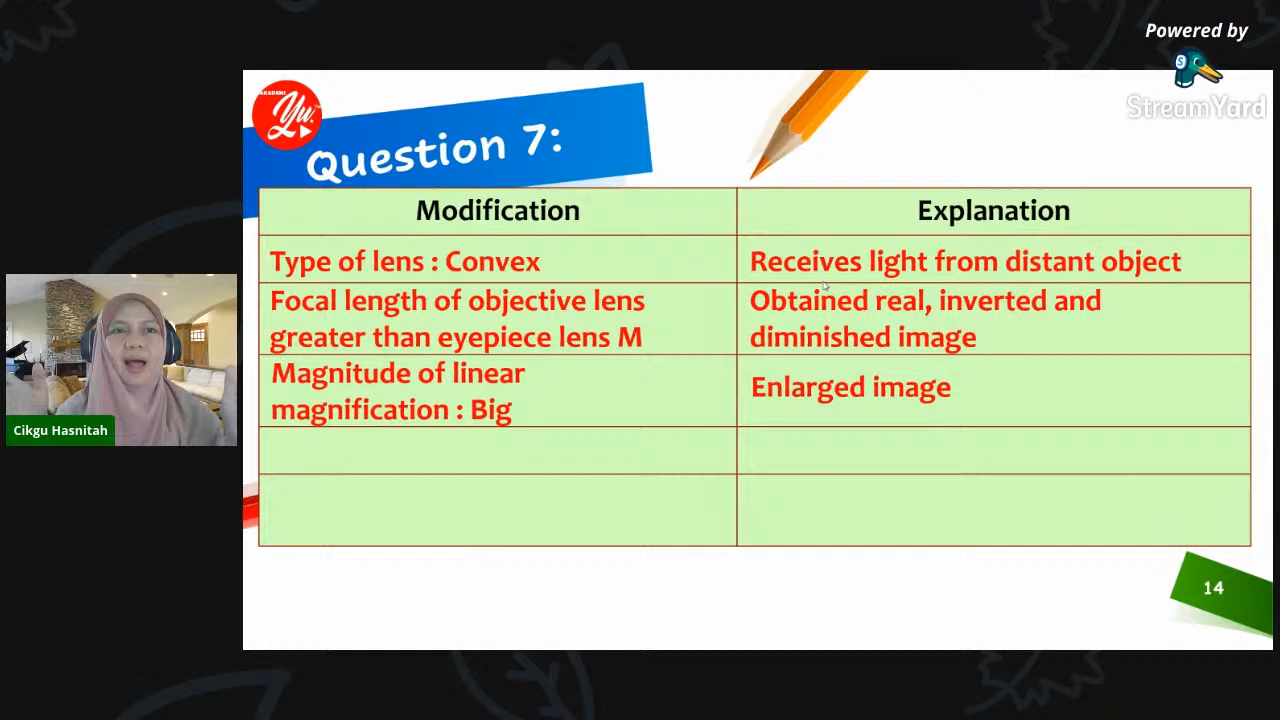 Powered by
StreamYard
AKADEMI
Yu.
Question 7:
Modification
Explanation
Type of lens : Convex
Receives light from distant object
Focal length of objective lens
greater than eyepiece lens M
Obtained real, inverted and
diminished image
Magnitude of linear
magnification : Big
Enlarged image
Cikgu Hasnitah
14